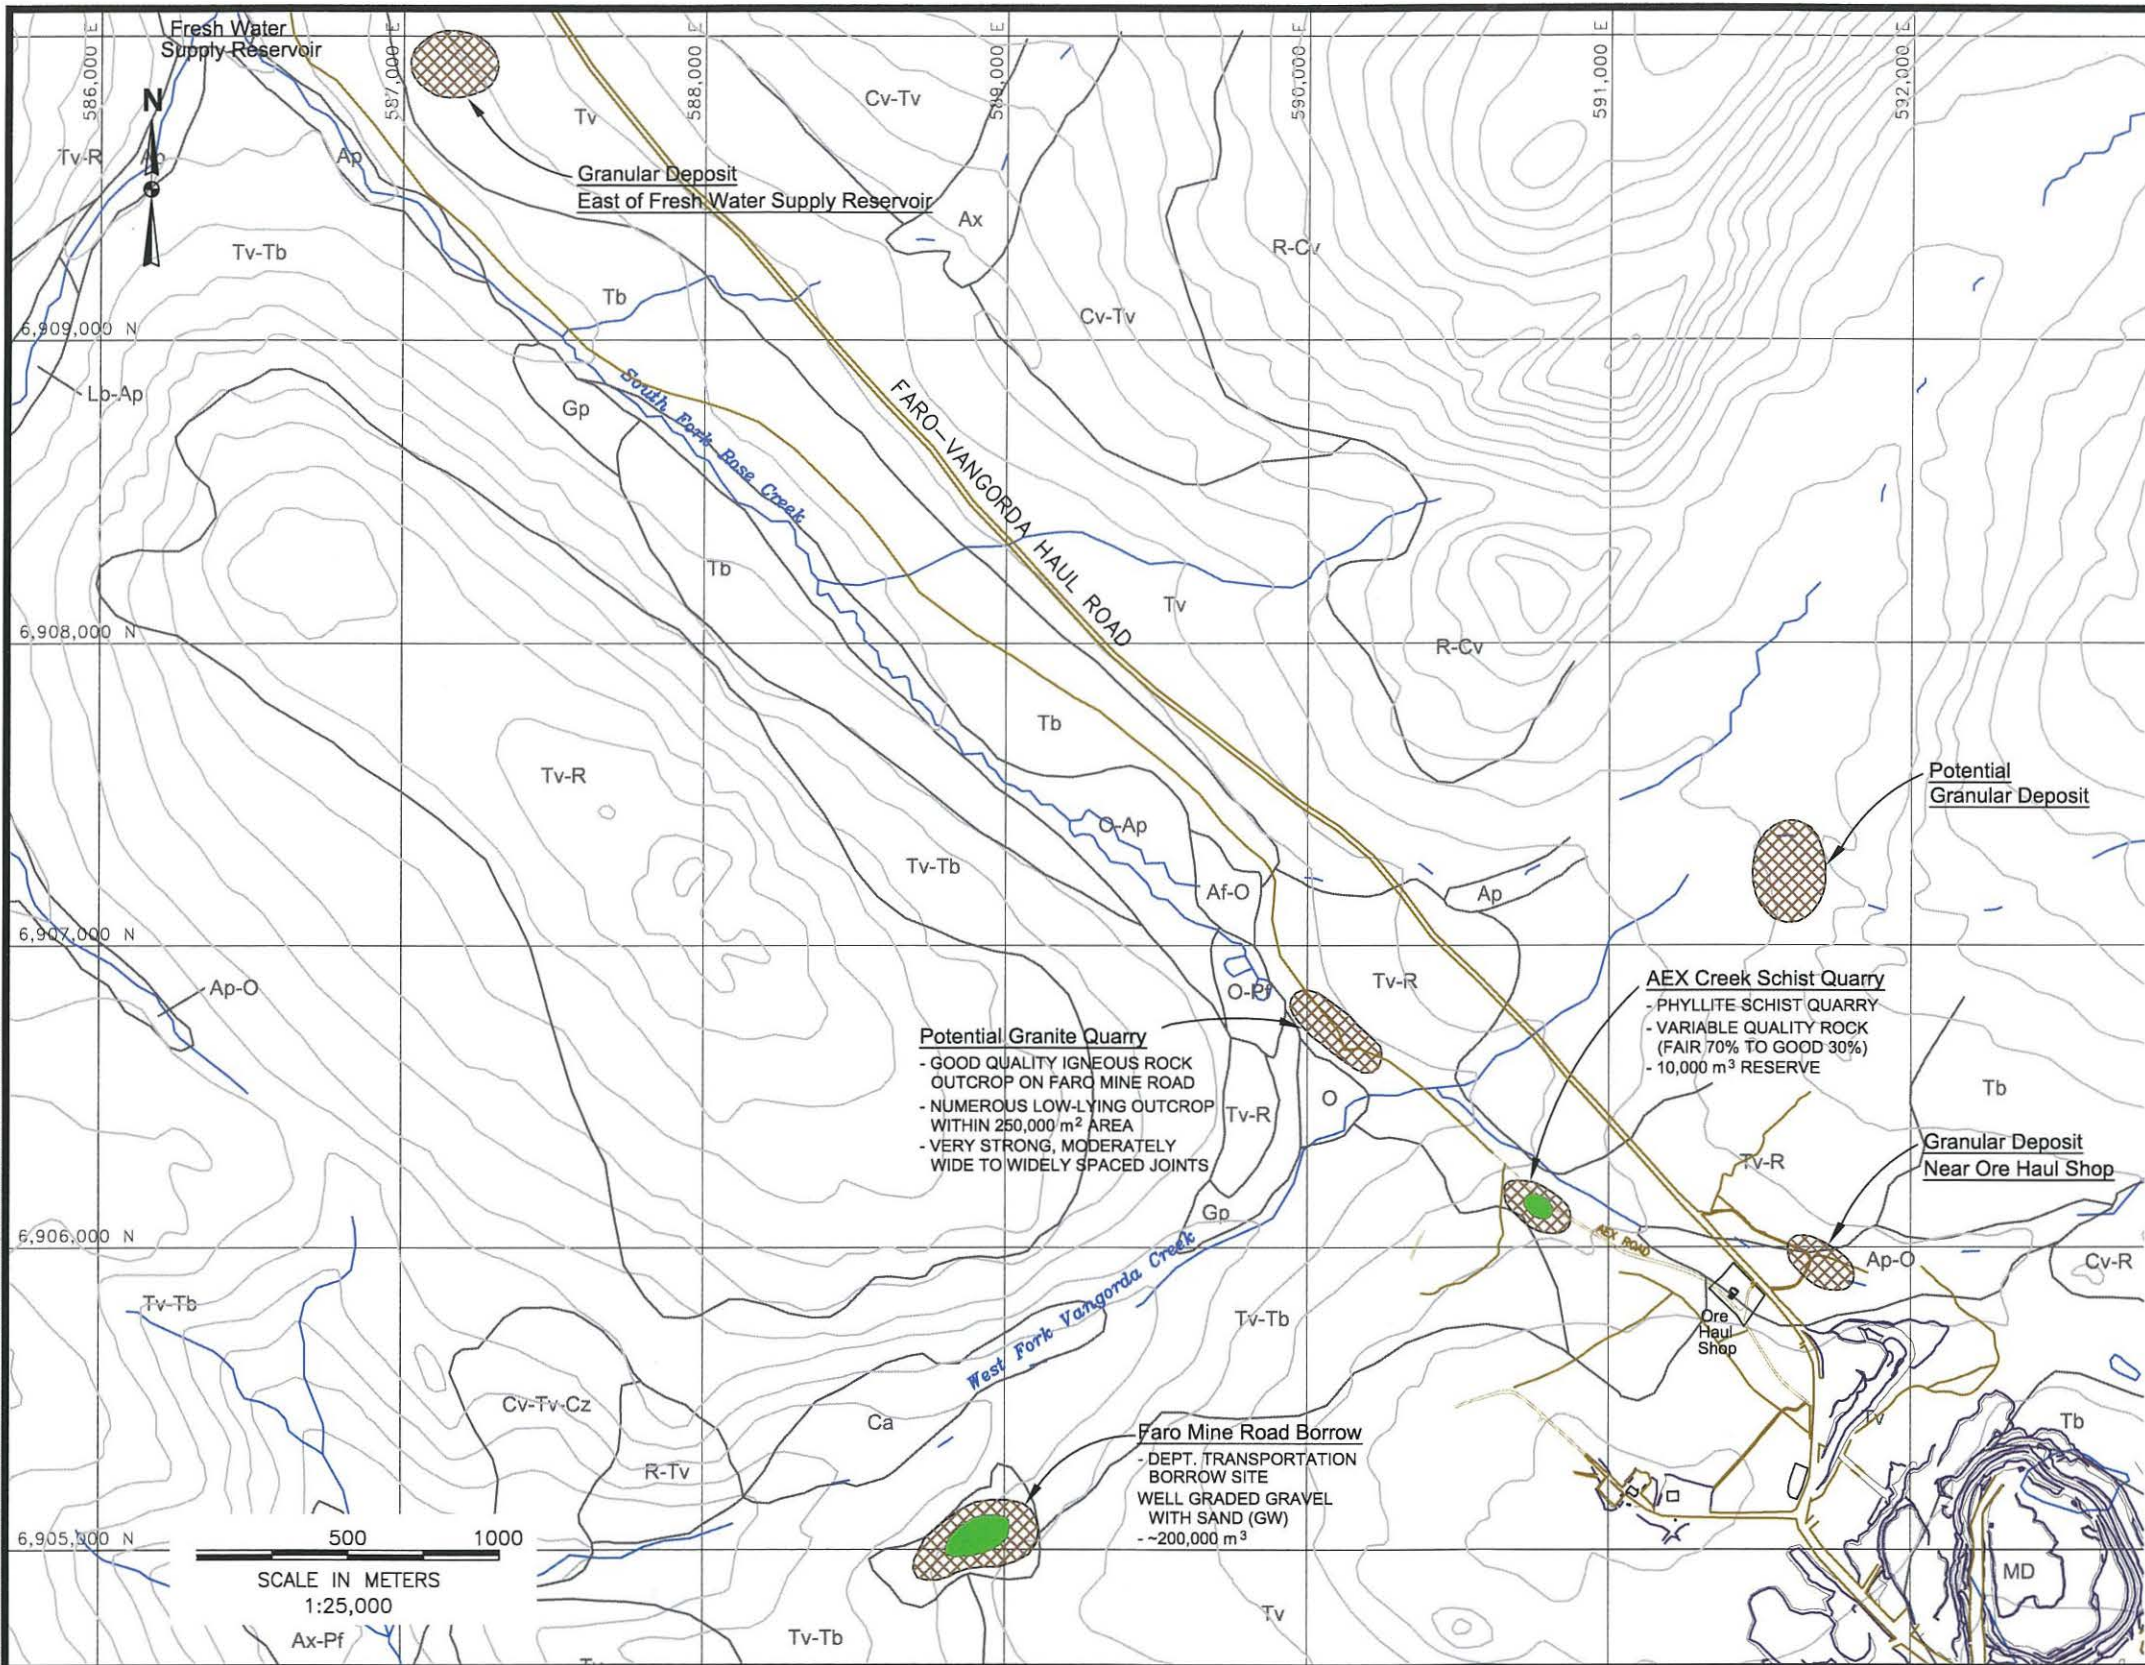 Fresh Water
Supply Reservoir
586,000 E
587,000 E
588,000 E
589,000 E
590,000 E
591,000 E
592,000 E
N
Tv
Cv-Tv
Tv-R
Ap
Ap
Granular Deposit
East of Fresh Water Supply Reservoir
Ax
R-Cv
Tv-Tb
Tb
Cv-Tv
6,909,000 N
Lb-Ap
Gp
South Fork Rose Creek
FARO-VANGORDA HAUL ROAD
Tb
Tv
6,908,000 N
R-Cv
Tb
Tv-R
Potential
Granular Deposit
O-Ap
Tv-Tb
Af-O
Ap
6,907,000 N
Ap-O
O-Pf
Tv-R
AEX Creek Schist Quarry
- PHYLLITE SCHIST QUARRY
- VARIABLE QUALITY ROCK
(FAIR 70% TO GOOD 30%)
- 10,000 m³ RESERVE
Potential Granite Quarry
- GOOD QUALITY IGNEOUS ROCK
OUTCROP ON FARO MINE ROAD
- NUMEROUS LOW-LYING OUTCROP
WITHIN 250,000 m² AREA
- VERY STRONG, MODERATELY
WIDE TO WIDELY SPACED JOINTS
Tv-R
O
Tb
Tv-R
Granular Deposit
Near Ore Haul Shop
Gp
6,906,000 N
AEX ROAD
Ap-O
Cv-R
West Fork Vangorda Creek
Tv-Tb
Tv-Tb
Ore
Haul
Shop
Cv-Tv-Cz
Ca
Tv
Tb
Faro Mine Road Borrow
- DEPT. TRANSPORTATION
BORROW SITE
WELL GRADED GRAVEL
WITH SAND (GW)
- ~200,000 m³
R-Tv
6,905,000 N
500 1000
SCALE IN METERS
1:25,000
MD
Ax-Pf
Tv-Tb
Tv